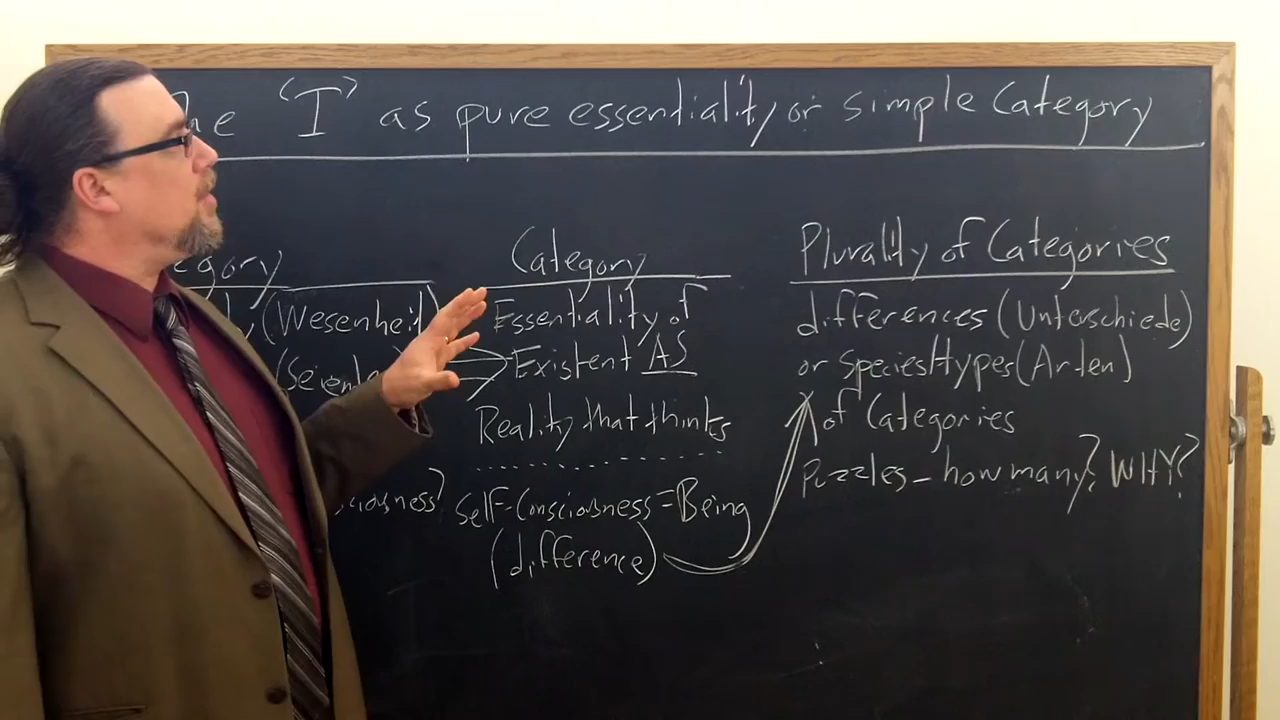 "I" as pure essentiality or simple Category
Category
Essentiality of
Existent AS
Reality that thinks
Self-Consciousness = Being
(difference)
(Wesenheit)
Plurality of Categories
differences (Unterschiede)
or species/types (Arten)
of Categories
Puzzles - how many? WHY?